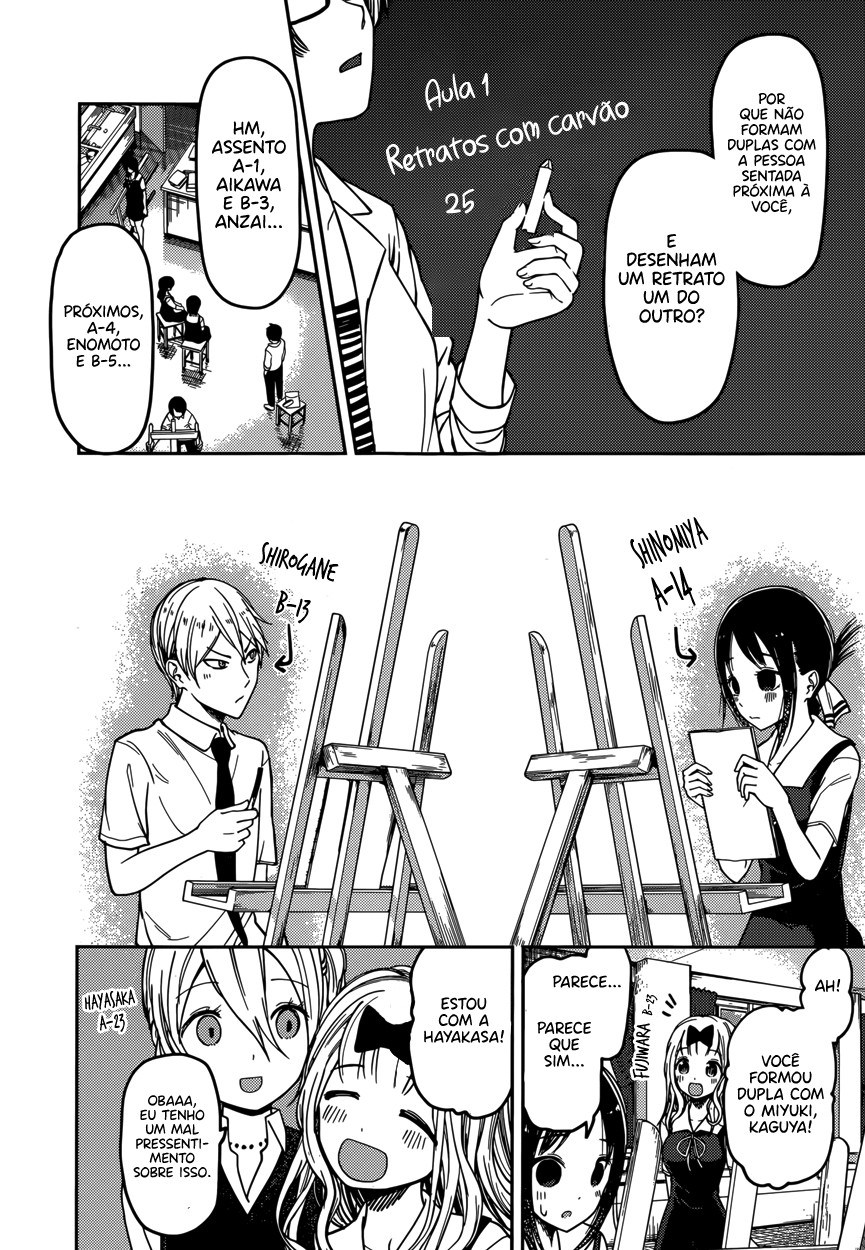 POR
QUE NÃO
FORMAM
DUPLAS COM
A PESSOA
SENTADA
PRÓXIMA À
VOCÊ,
E
DESENHAM
UM RETRATO
UM DO
OUTRO?
Aula 1
Retratos com carvão
25
HM,
ASSENTO
A-1,
AIKAWA
E B-3,
ANZAI...
PRÓXIMOS,
A-4,
ENOMOTO
E B-5...
SHINOMIYA
A-14
SHIROGANE
B-13
AH!
VOCÊ
FORMOU
DUPLA COM
O MIYUKI,
KAGUYA!
FUJIWARA B-23
PARECE...
PARECE
QUE
SIM...
ESTOU
COM A
HAYAKASA!
HAYASAKA
A-23
OBAAA,
EU TENHO
UM MAL
PRESSENTI-
MENTO
SOBRE ISSO.